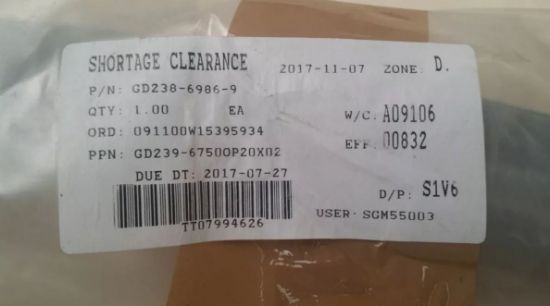 SHORTAGE CLEARANCE 2017-11-07 ZONE: D.
P/N: GD238-6986-9
QTY: 1.00 EA W/C: A09106
ORD: 091100W15395934 EFF: 00832
PPN: GD239-67500P20X02
DUE DT: 2017-07-27 D/P: S1V6
TT07994626 USER: SGM55003